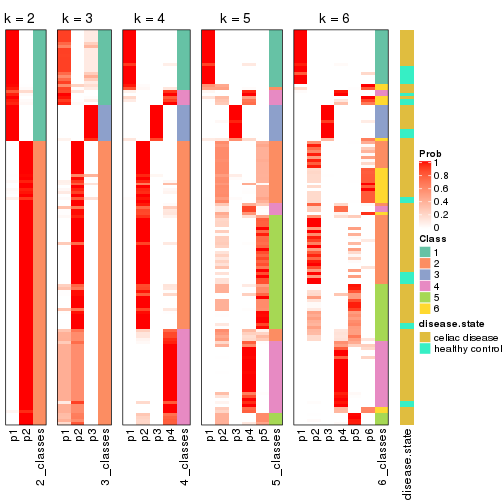 k = 2
k = 3
k = 4
k = 5
k = 6
Prob
1
0.8
0.6
0.4
0.2
0
Class
1
2
3
4
5
6
disease.state
celiac disease
healthy control
p1
p2
2_classes
p1
p2
p3
3_classes
p1
p2
p3
p4
4_classes
p1
p2
p3
p4
p5
5_classes
p1
p2
p3
p4
p5
p6
6_classes
disease.state